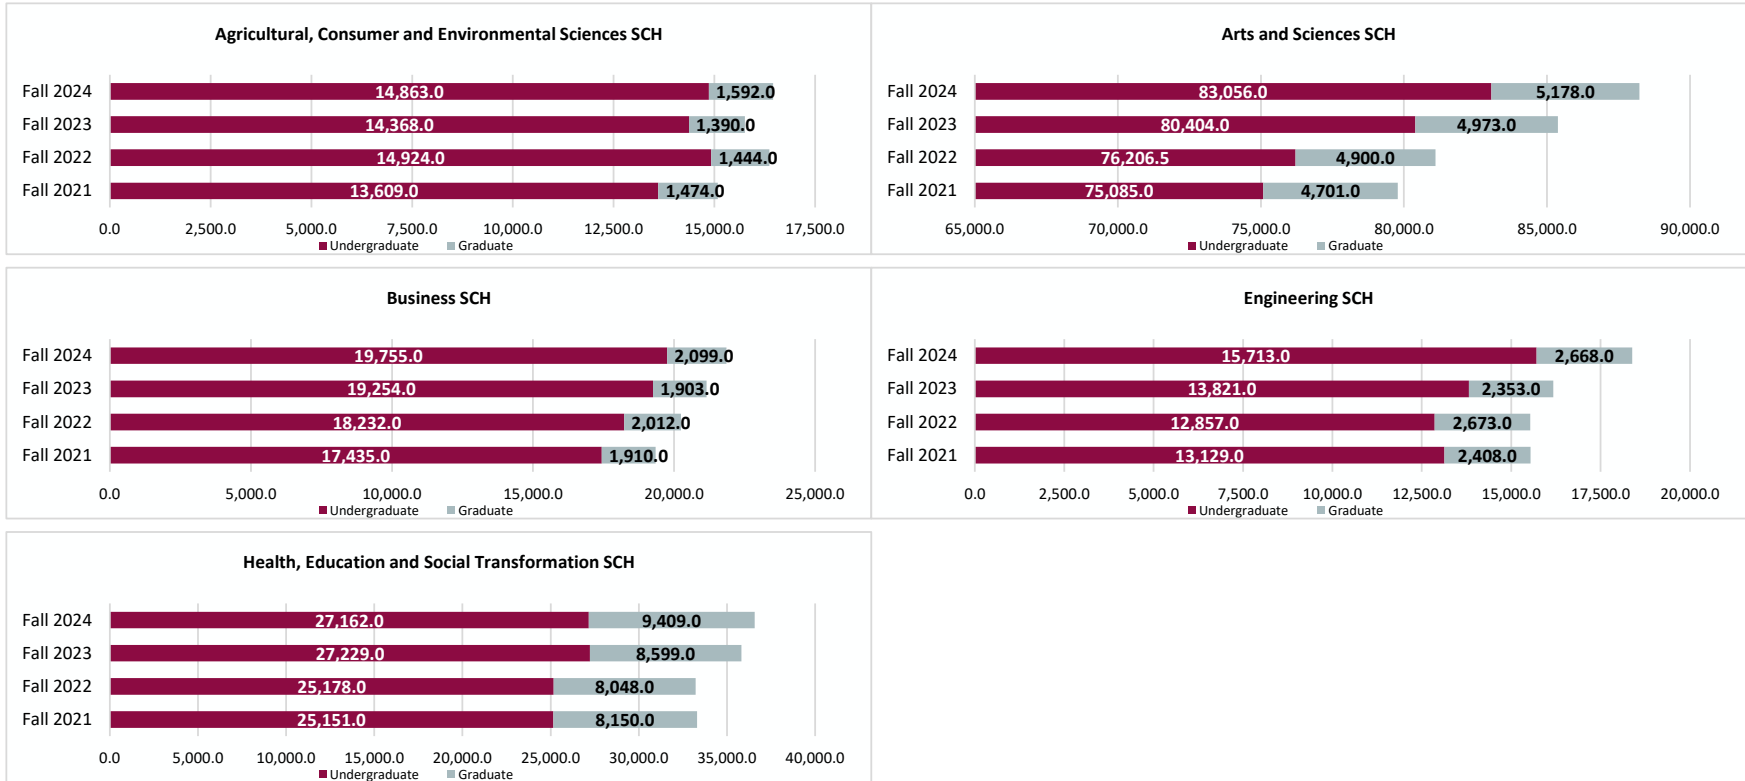 Agricultural, Consumer and Environmental Sciences SCH
Fall 2024 14,863.0 1,592.0
Fall 2023 14,368.0 1,390.0
Fall 2022 14,924.0 1,444.0
Fall 2021 13,609.0 1,474.0
0.0 2,500.0 5,000.0 7,500.0 10,000.0 12,500.0 15,000.0 17,500.0
Undergraduate Graduate
Arts and Sciences SCH
Fall 2024 83,056.0 5,178.0
Fall 2023 80,404.0 4,973.0
Fall 2022 76,206.5 4,900.0
Fall 2021 75,085.0 4,701.0
65,000.0 70,000.0 75,000.0 80,000.0 85,000.0 90,000.0
Undergraduate Graduate
Business SCH
Fall 2024 19,755.0 2,099.0
Fall 2023 19,254.0 1,903.0
Fall 2022 18,232.0 2,012.0
Fall 2021 17,435.0 1,910.0
0.0 5,000.0 10,000.0 15,000.0 20,000.0 25,000.0
Undergraduate Graduate
Engineering SCH
Fall 2024 15,713.0 2,668.0
Fall 2023 13,821.0 2,353.0
Fall 2022 12,857.0 2,673.0
Fall 2021 13,129.0 2,408.0
0.0 2,500.0 5,000.0 7,500.0 10,000.0 12,500.0 15,000.0 17,500.0 20,000.0
Undergraduate Graduate
Health, Education and Social Transformation SCH
Fall 2024 27,162.0 9,409.0
Fall 2023 27,229.0 8,599.0
Fall 2022 25,178.0 8,048.0
Fall 2021 25,151.0 8,150.0
0.0 5,000.0 10,000.0 15,000.0 20,000.0 25,000.0 30,000.0 35,000.0 40,000.0
Undergraduate Graduate